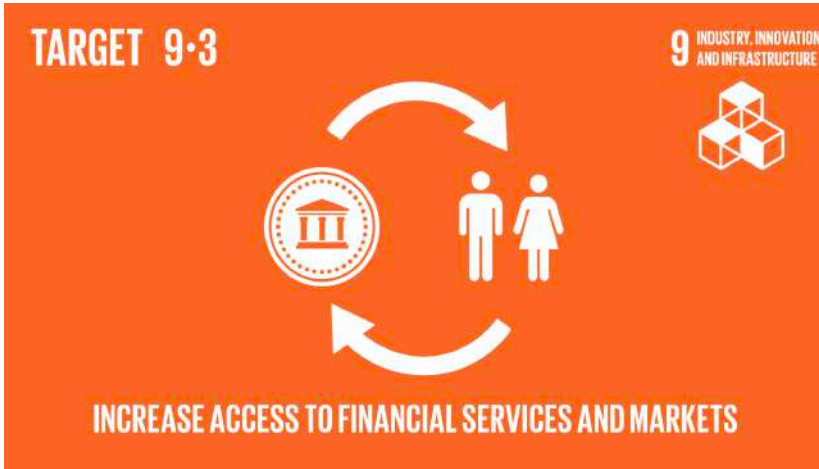 TARGET 9·3
9 INDUSTRY, INNOVATION
AND INFRASTRUCTURE
INCREASE ACCESS TO FINANCIAL SERVICES AND MARKETS